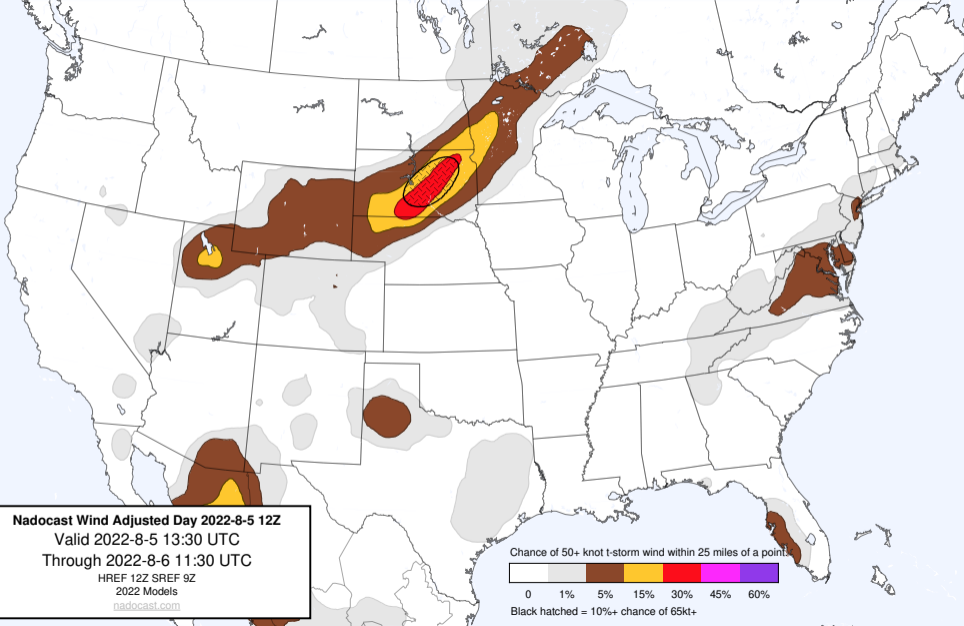 Nadocast Wind Adjusted Day 2022-8-5 12Z
Valid 2022-8-5 13:30 UTC
Through 2022-8-6 11:30 UTC
HREF 12Z SREF 9Z
2022 Models
nadocast.com
Chance of 50+ knot t-storm wind within 25 miles of a point.
0 1% 5% 15% 30% 45% 60%
Black hatched = 10%+ chance of 65kt+